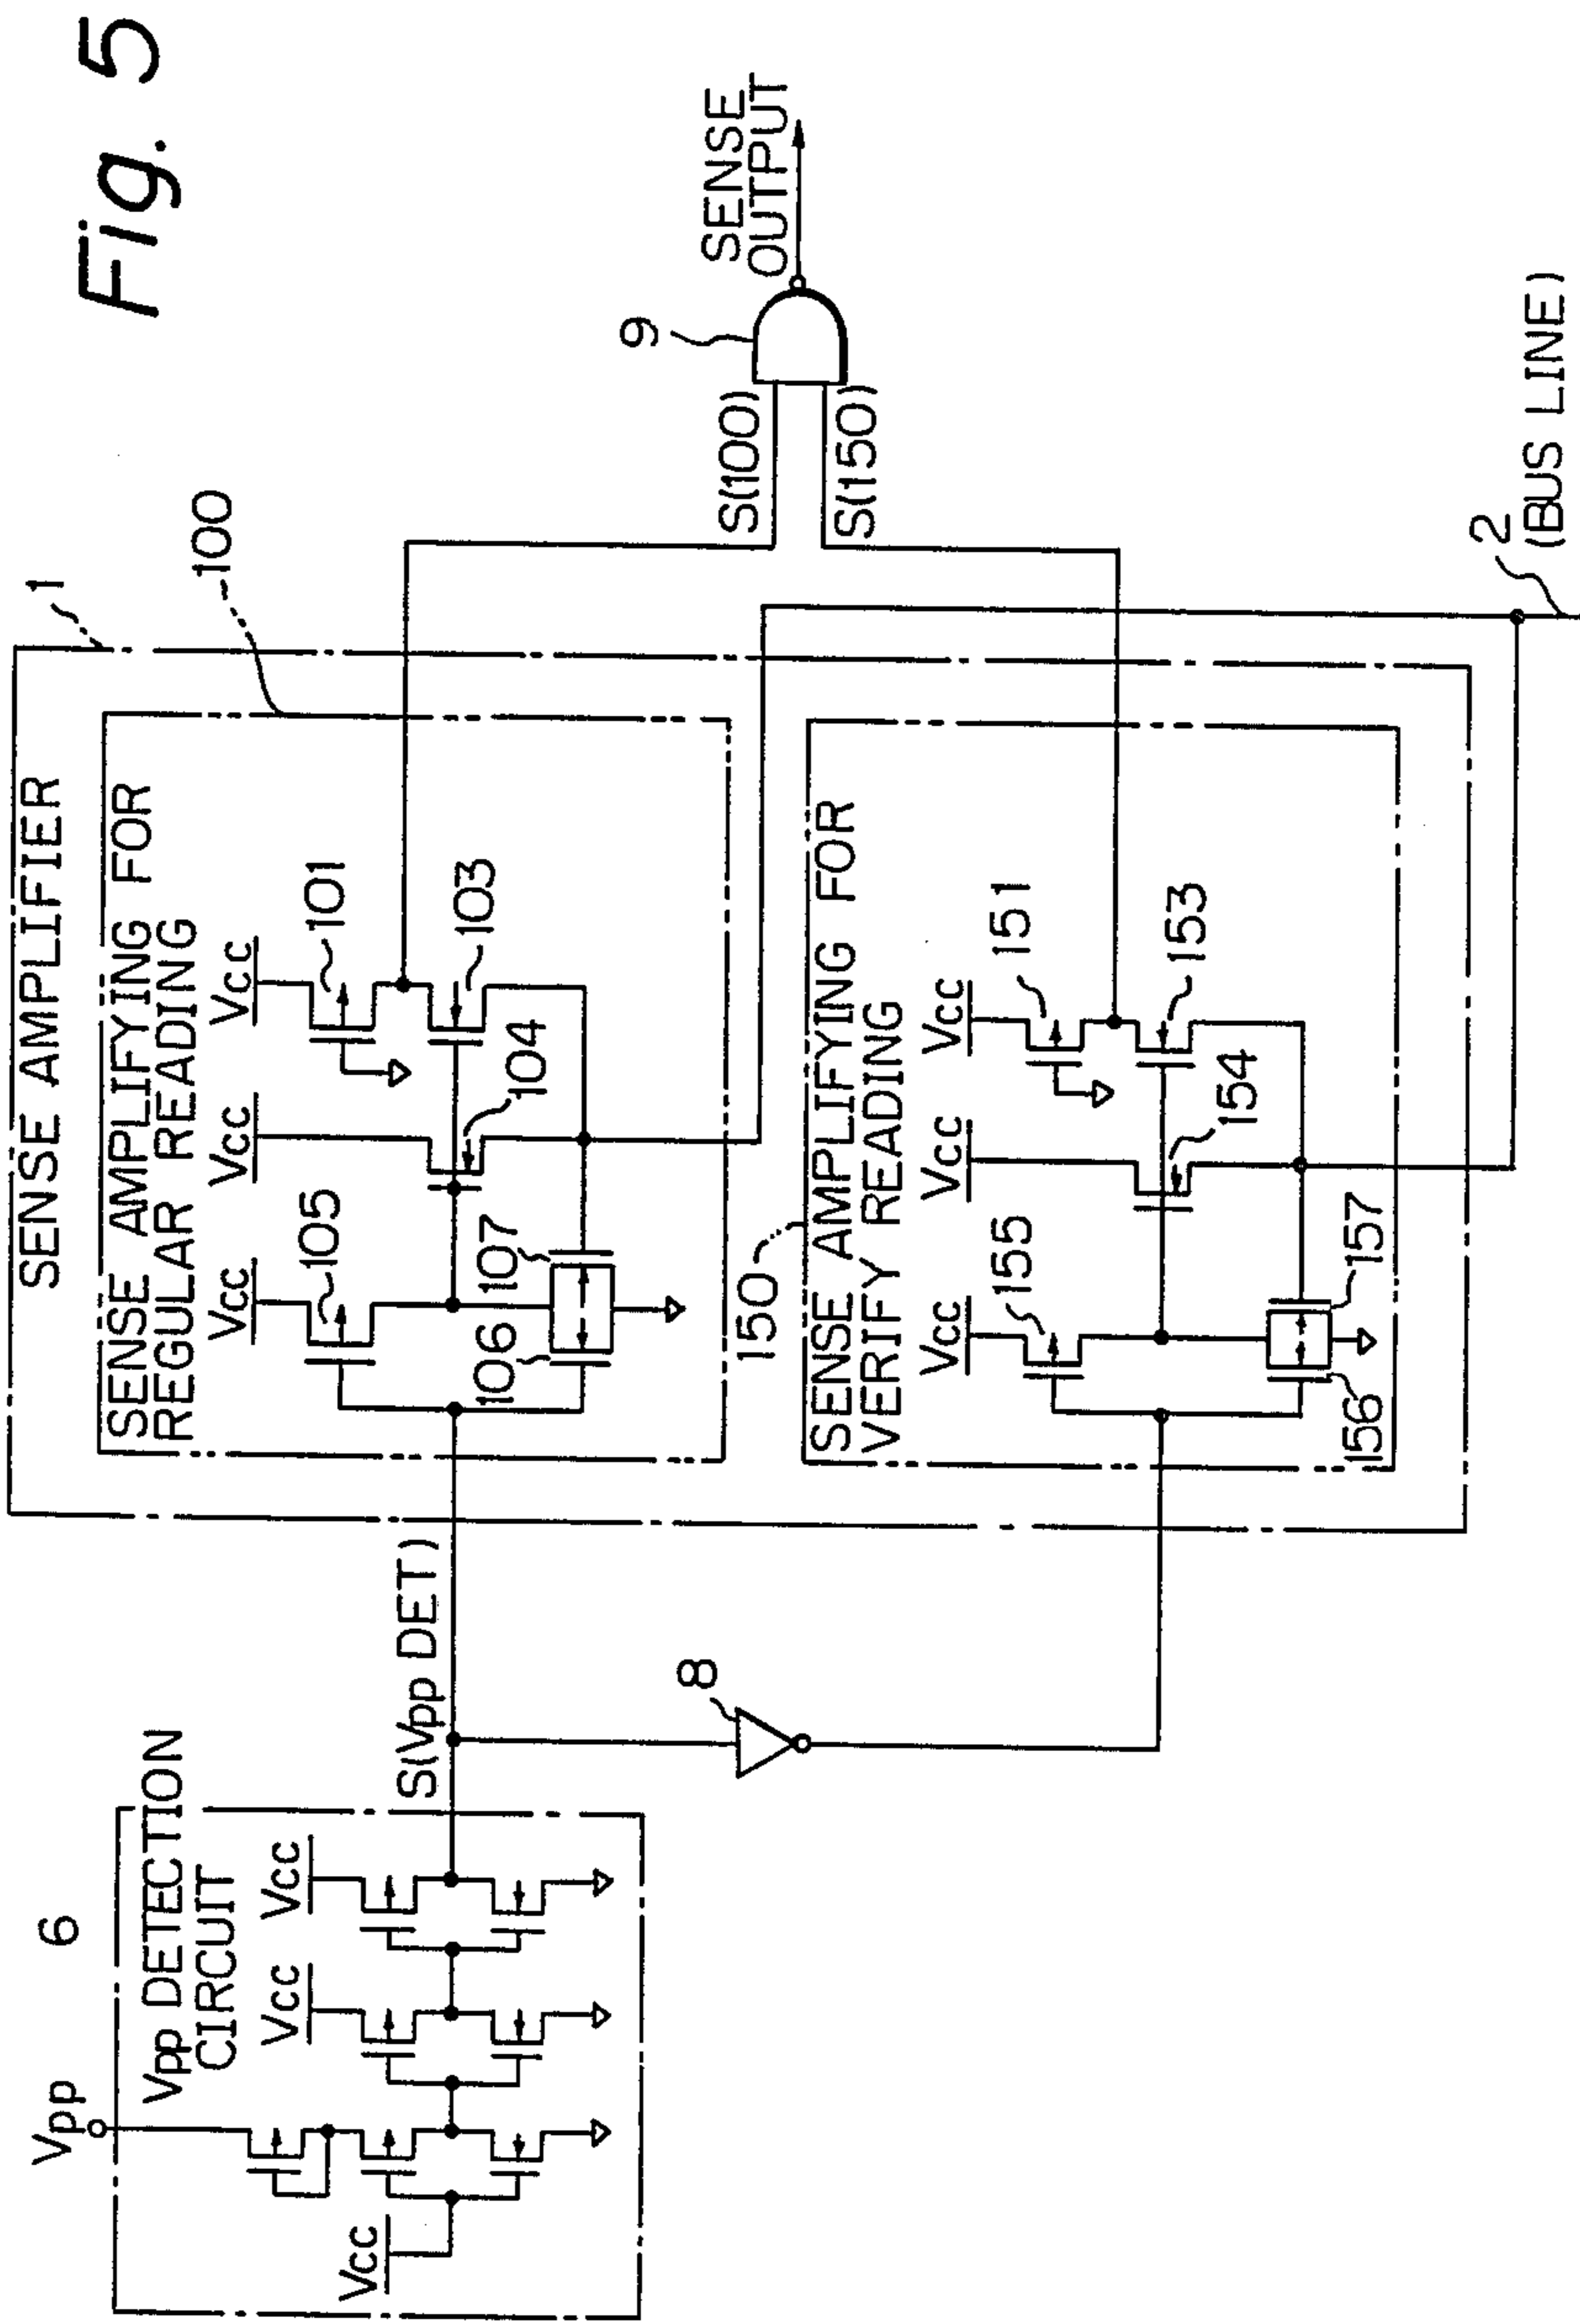 Fig. 5
Vpp
6
Vpp DETECTION
CIRCUIT
Vcc
Vcc
Vcc
S(Vpp DET)
8
1
SENSE AMPLIFIER
100
SENSE AMPLIFYING FOR
REGULAR READING
Vcc
Vcc
Vcc
105
101
103
104
106
107
150
SENSE AMPLIFYING FOR
VERIFY READING
Vcc
Vcc
Vcc
155
151
153
154
156
157
S(100)
S(150)
9
SENSE
OUTPUT
2
(BUS LINE)